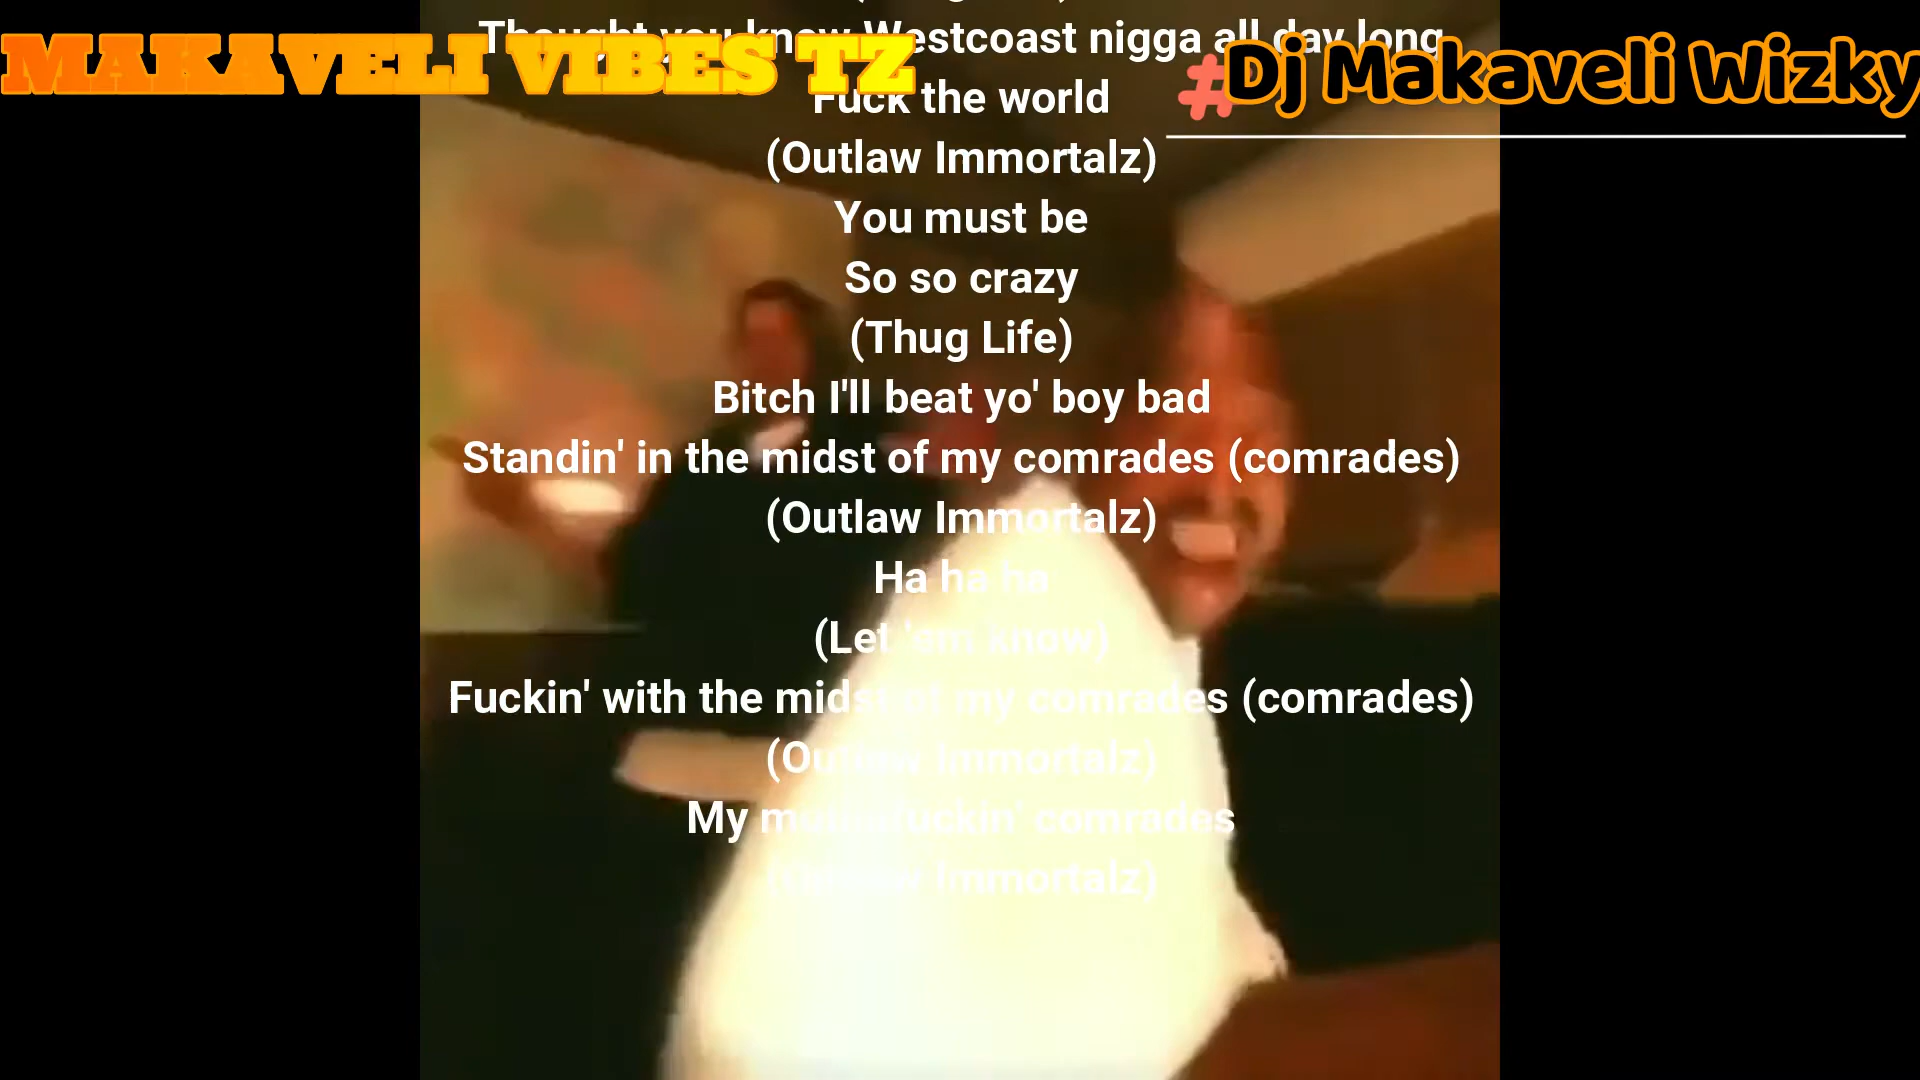 Thought you knew Westcoast nigga all day long
MAKAVELI VIBES TZ
#Dj Makaveli Wizky
Fuck the world
(Outlaw Immortalz)
You must be
So so crazy
(Thug Life)
Bitch I'll beat yo' boy bad
Standin' in the midst of my comrades (comrades)
(Outlaw Immortalz)
Ha ha ha
(Let 'em know)
Fuckin' with the midst of my comrades (comrades)
(Outlaw Immortalz)
My muthafuckin' comrades
(Outlaw Immortalz)